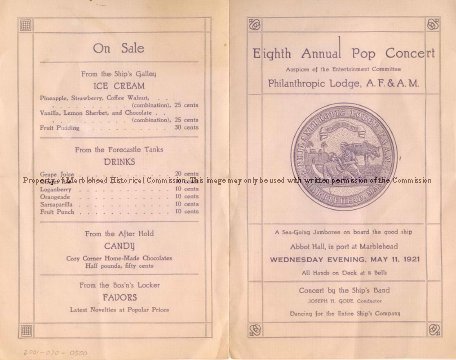 On Sale
From the Ship's Galley
ICE CREAM
Pineapple, Strawberry, Coffee Walnut, . .
(combination), 25 cents
Vanilla, Lemon Sherbet, and Chocolate . .
(combination), 25 cents
Fruit Pudding . . . . . . . 30 cents
From the Forecastle Tanks
DRINKS
Grape Juice . . . . . . . 20 cents
10 cents
Loganberry . . . . . . . 10 cents
Orangeade . . . . . . . 10 cents
Sarsaparilla . . . . . . . 10 cents
Fruit Punch . . . . . . . 10 cents
From the After Hold
CANDY
Cozy Corner Home-Made Chocolates
Half pounds, fifty cents
From the Bos'n's Locker
FAVORS
Latest Novelties at Popular Prices
2001-070-0550
Property of Marblehead Historical Commission. This image may only be used with written permission of the Commission.
Eighth Annual Pop Concert
Auspices of the Entertainment Committee
Philanthropic Lodge, A. F. & A. M.
A Sea-Going Jamboree on board the good ship
Abbot Hall, in port at Marblehead
WEDNESDAY EVENING, MAY 11, 1921
All Hands on Deck at 8 Bells
Concert by the Ship's Band
JOSEPH H. GOVE, Conductor
Dancing for the Entire Ship's Company